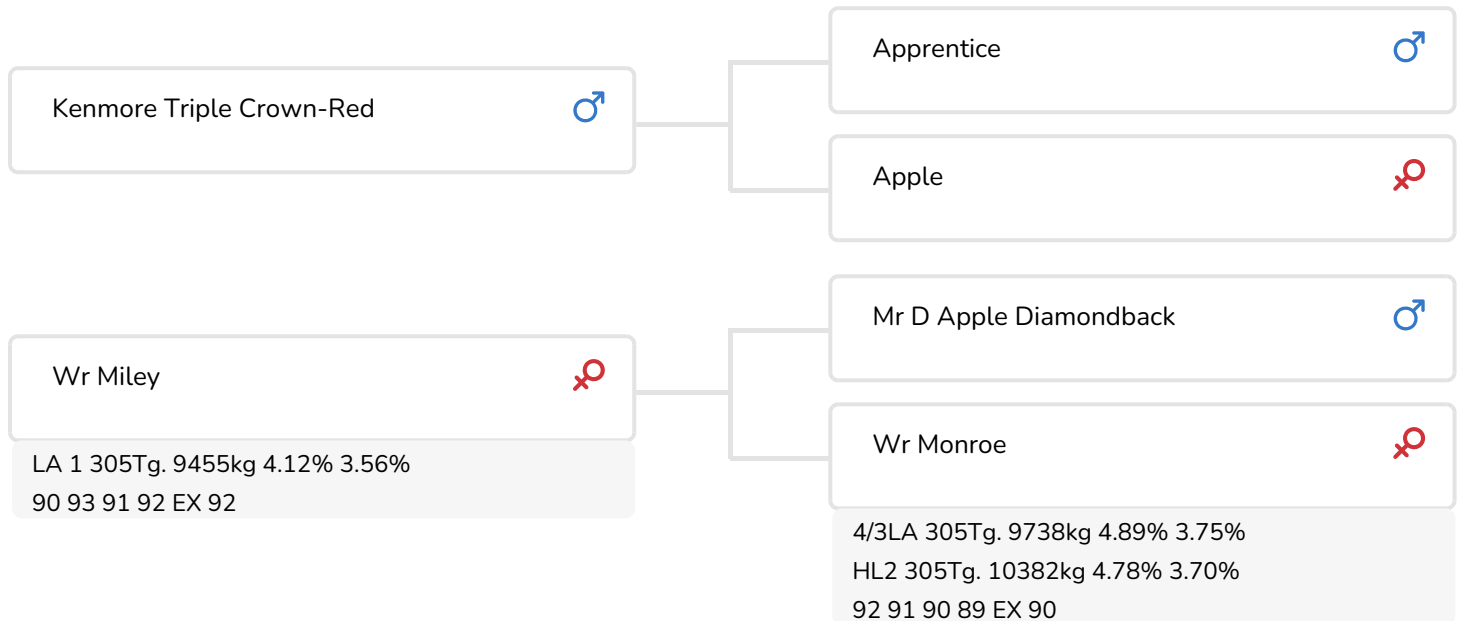 Kenmore Triple Crown-Red
Apprentice
Apple
Wr Miley
LA 1 305Tg. 9455kg 4.12% 3.56%
90 93 91 92 EX 92
Mr D Apple Diamondback
Wr Monroe
4/3LA 305Tg. 9738kg 4.89% 3.75%
HL2 305Tg. 10382kg 4.78% 3.70%
92 91 90 89 EX 90